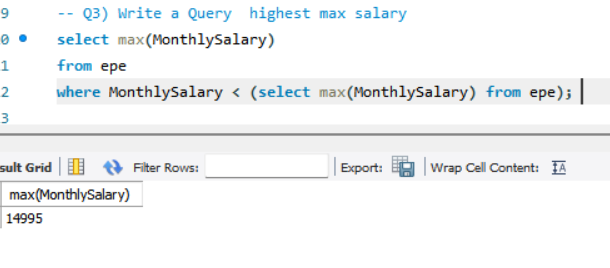 9 -- Q3) Write a Query highest max salary
0 select max(MonthlySalary)
1 from epe
2 where MonthlySalary < (select max(MonthlySalary) from epe);
3
sult Grid Filter Rows: Export: Wrap Cell Content: IA
max(MonthlySalary)
14995